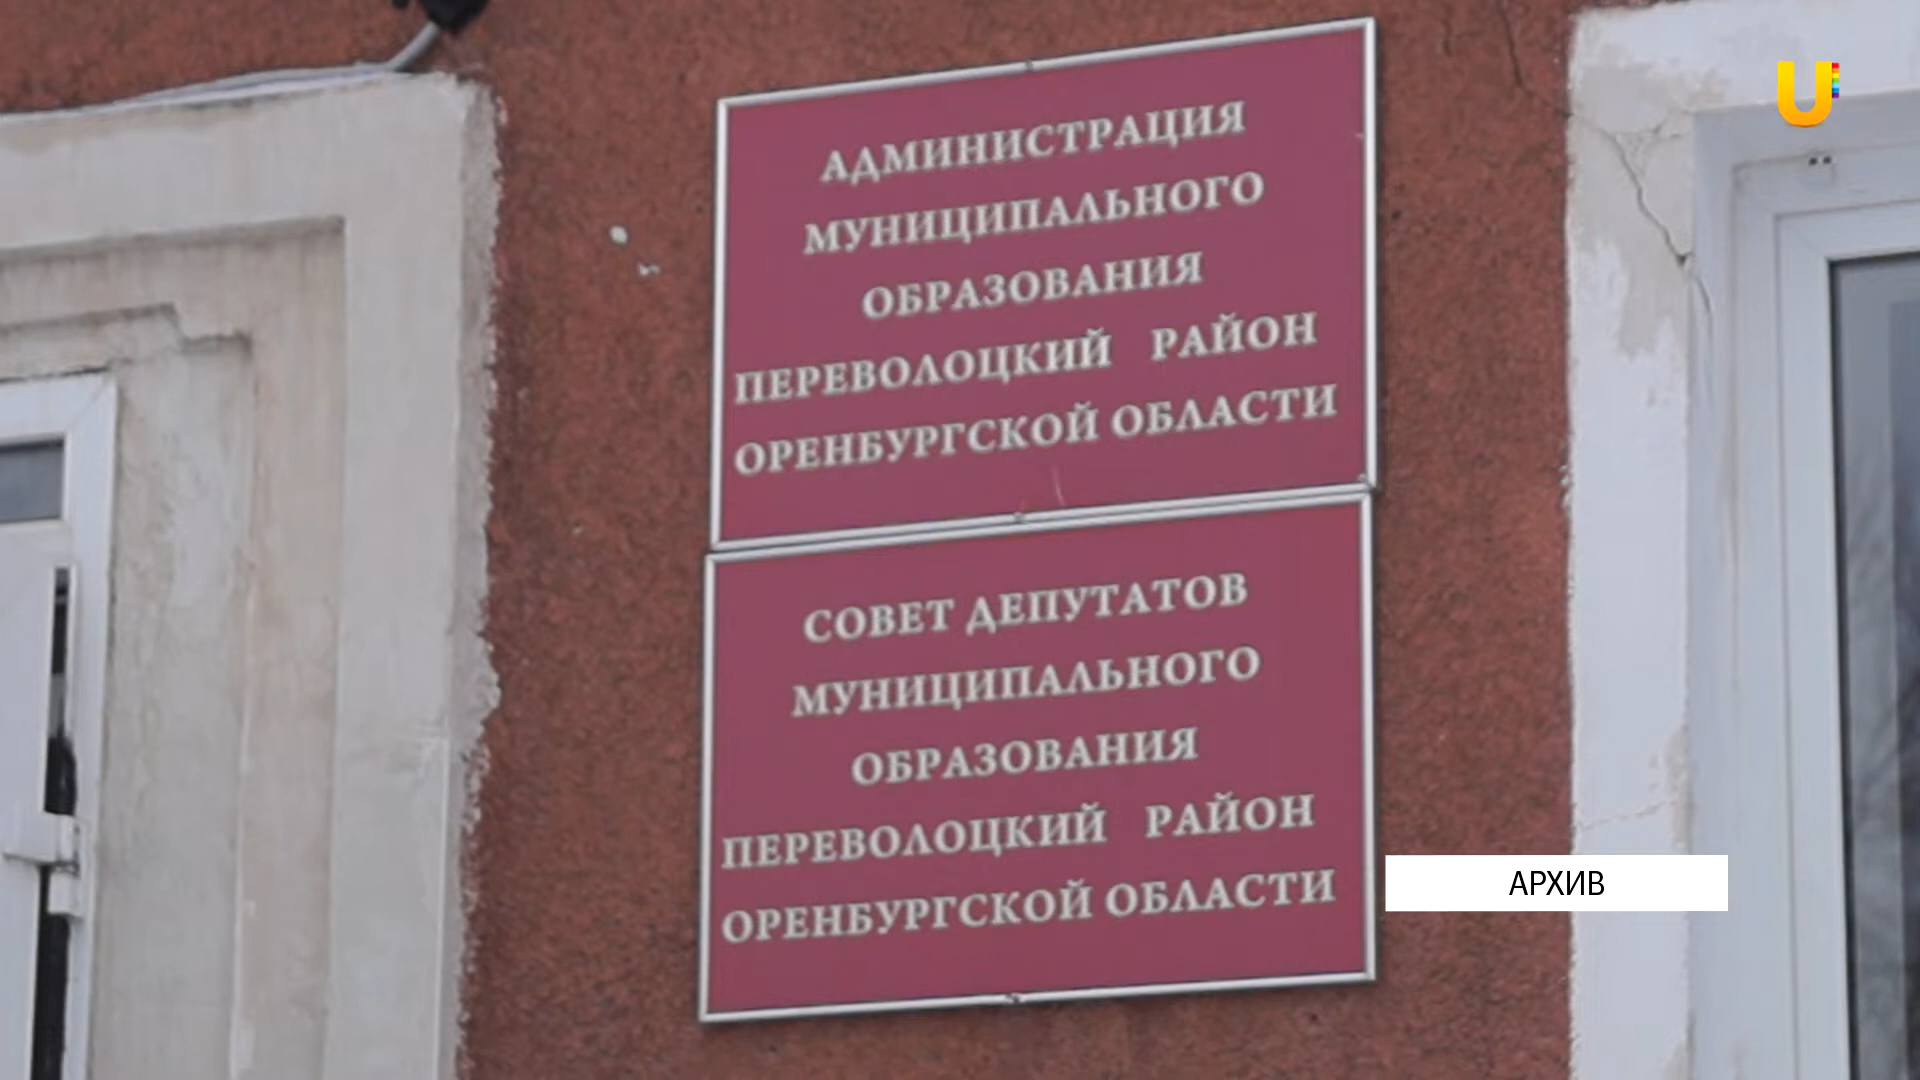 U
АДМИНИСТРАЦИЯ
МУНИЦИПАЛЬНОГО
ОБРАЗОВАНИЯ
ПЕРЕВОЛОЦКИЙ РАЙОН
ОРЕНБУРГСКОЙ ОБЛАСТИ
СОВЕТ ДЕПУТАТОВ
МУНИЦИПАЛЬНОГО
ОБРАЗОВАНИЯ
ПЕРЕВОЛОЦКИЙ РАЙОН
ОРЕНБУРГСКОЙ ОБЛАСТИ
АРХИВ